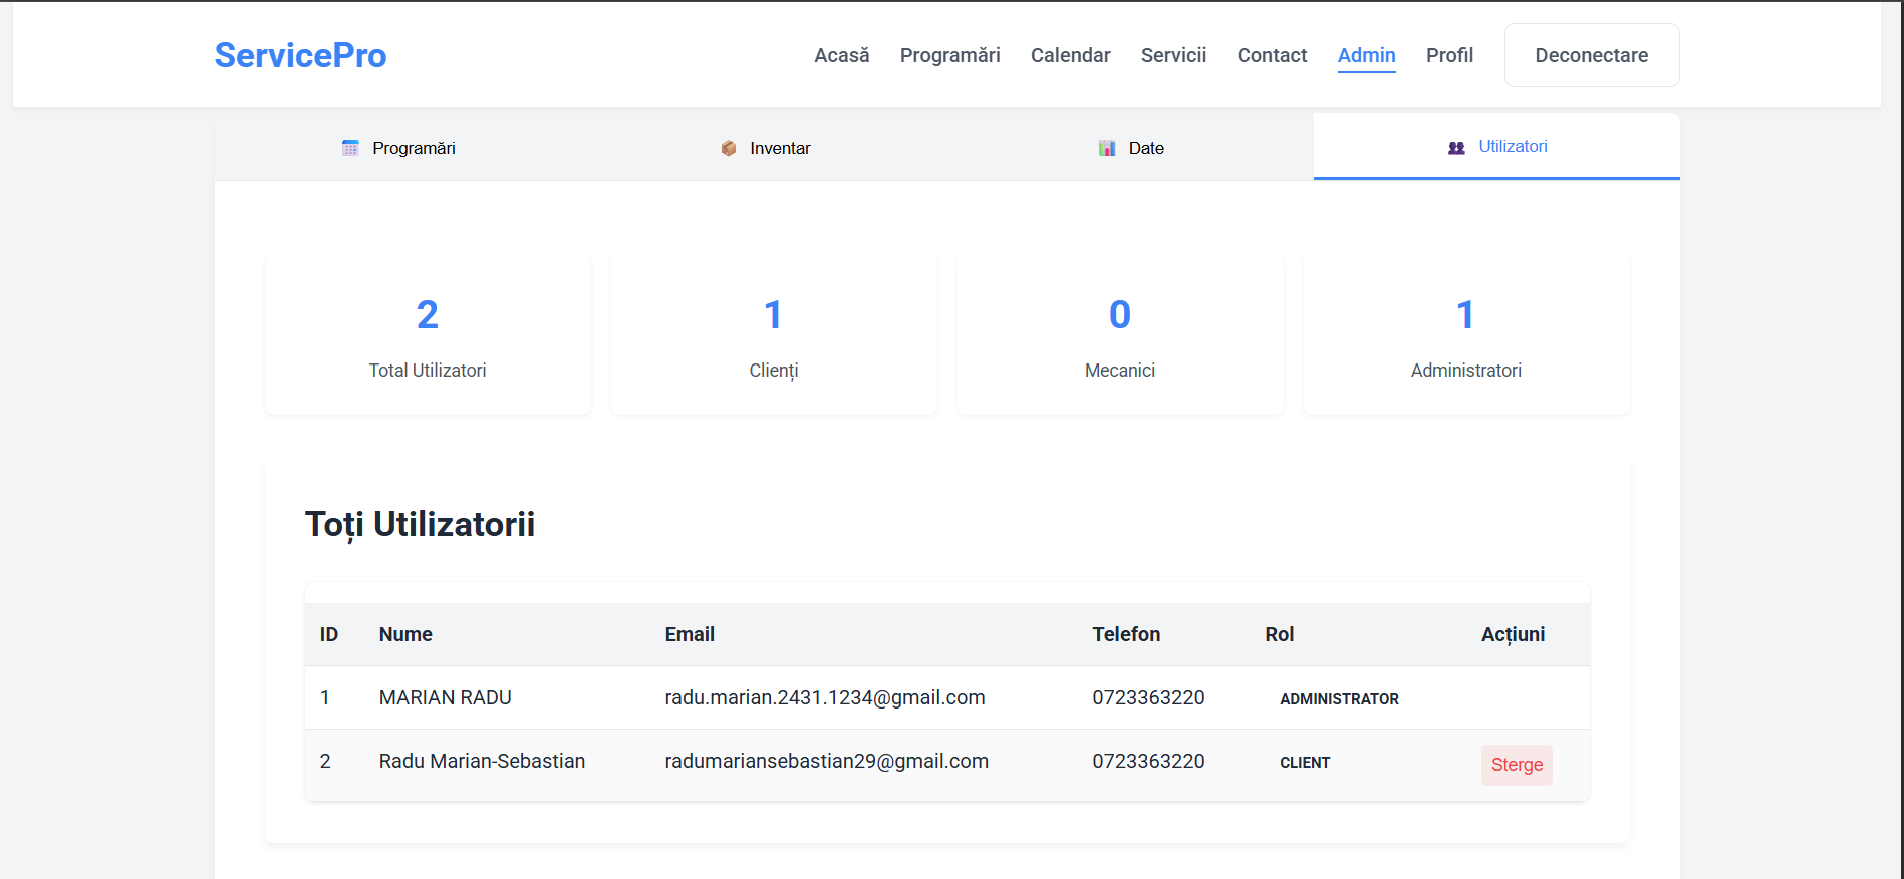 ServicePro
Acasă Programări Calendar Servicii Contact Admin Profil Deconectare
Programări Inventar Date Utilizatori
2 1 0 1
Total Utilizatori Clienți Mecanici Administratori
Toți Utilizatorii
ID Nume Email Telefon Rol Acțiuni
1 MARIAN RADU radu.marian.2431.1234@gmail.com 0723363220 ADMINISTRATOR
2 Radu Marian-Sebastian radumariansebastian29@gmail.com 0723363220 CLIENT Sterge